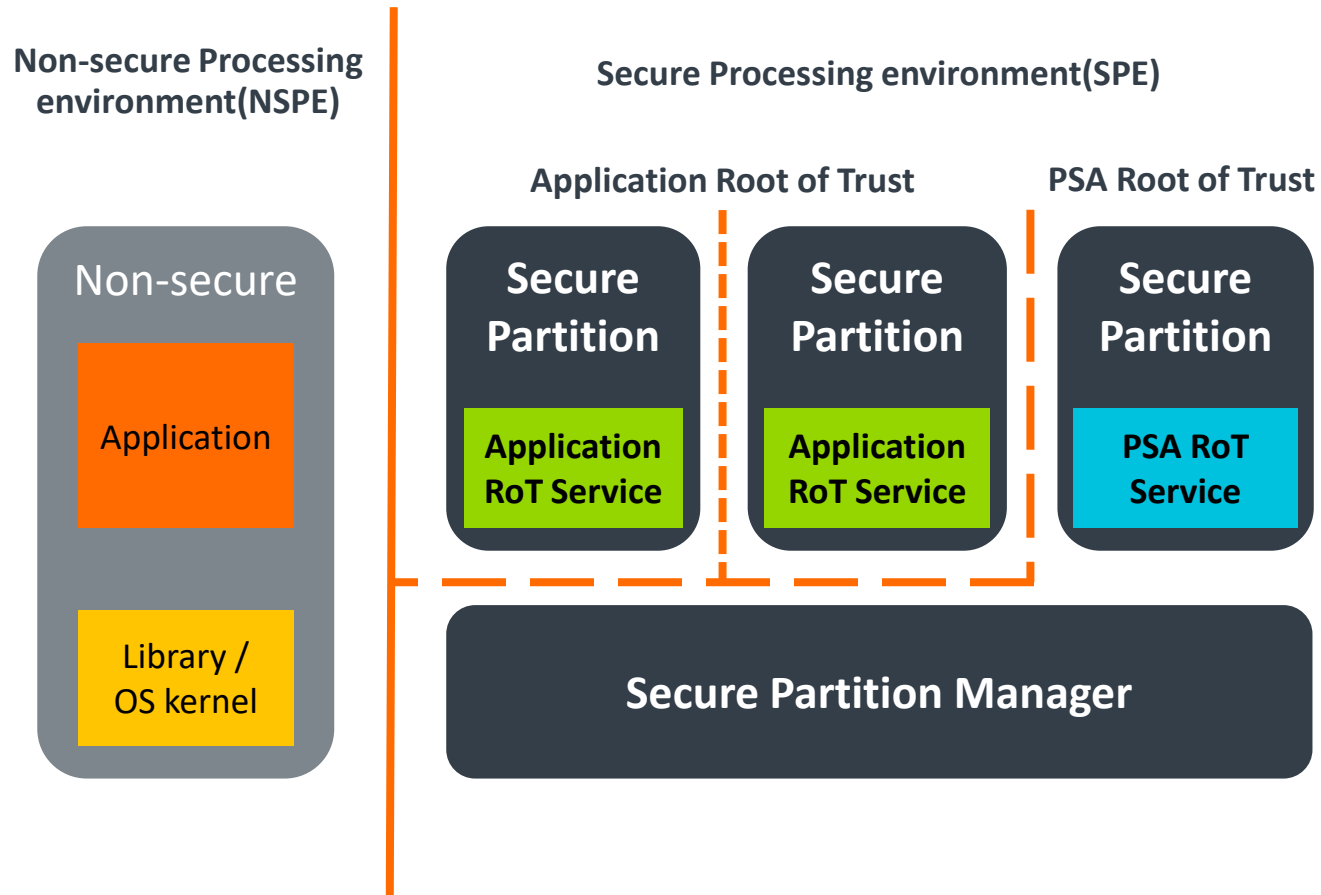 Non-secure Processing
environment(NSPE)
Secure Processing environment(SPE)
Application Root of Trust
PSA Root of Trust
Non-secure
Application
Library /
OS kernel
Secure
Partition
Application
RoT Service
Secure
Partition
Application
RoT Service
Secure
Partition
PSA RoT
Service
Secure Partition Manager